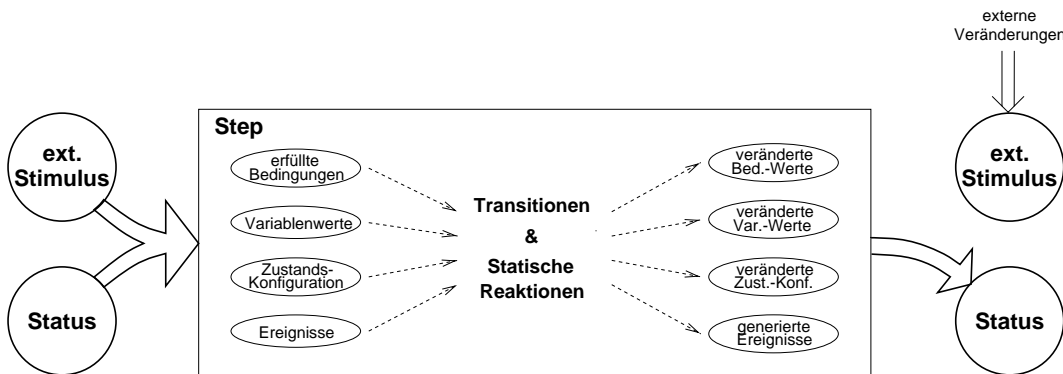 externe
Veränderungen
Step
ext.
Stimulus
Status
erfüllte
Bedingungen
Variablenwerte
Zustands-
Konfiguration
Ereignisse
Transitionen
&
Statische
Reaktionen
veränderte
Bed.-Werte
veränderte
Var.-Werte
veränderte
Zust.-Konf.
generierte
Ereignisse
ext.
Stimulus
Status